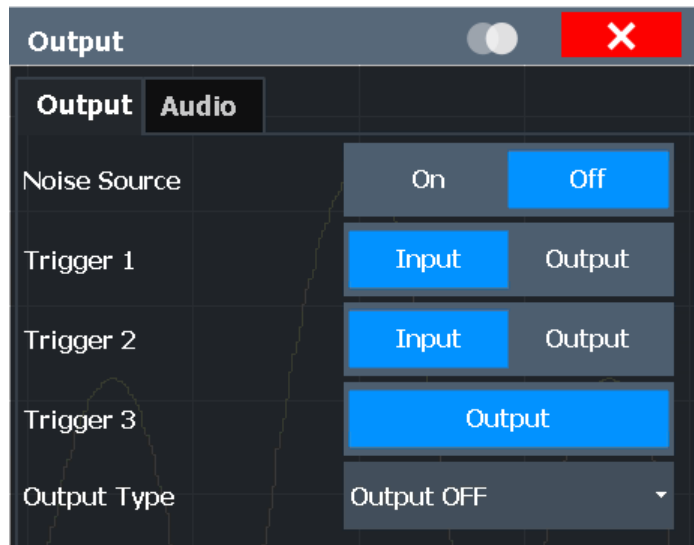 Output
Output Audio
Noise Source On Off
Trigger 1 Input Output
Trigger 2 Input Output
Trigger 3 Output
Output Type Output OFF